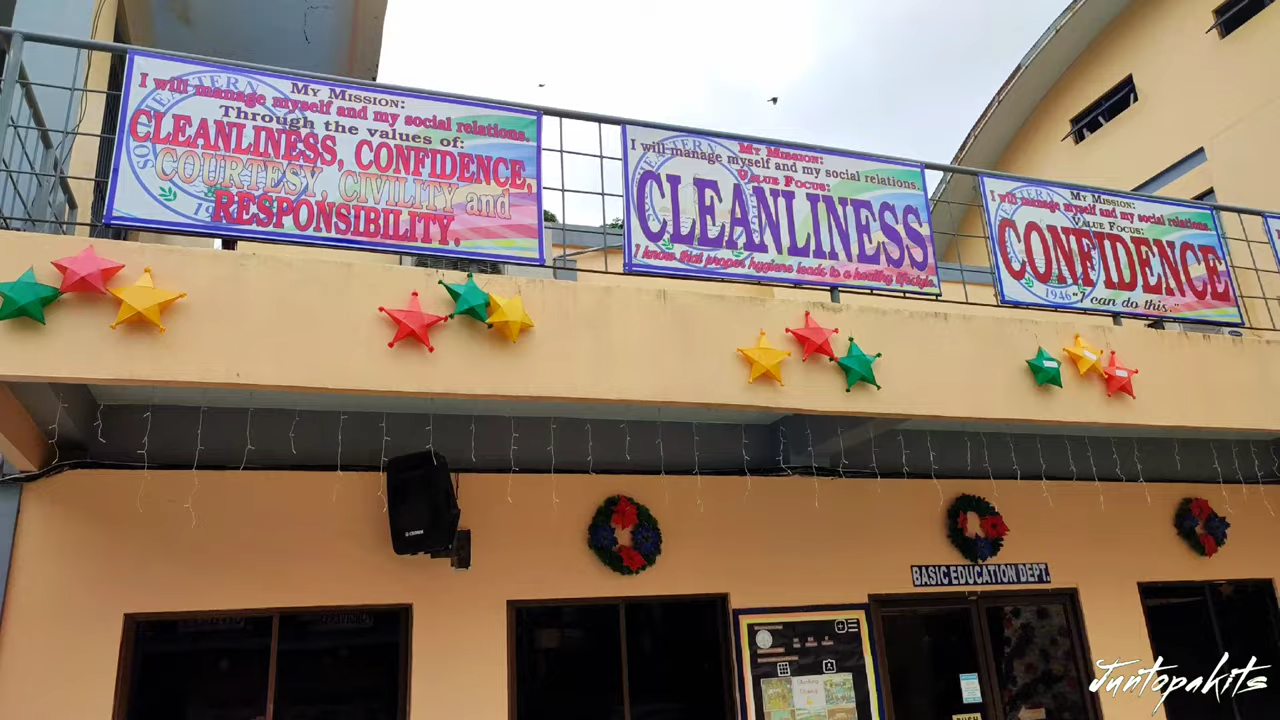 My Mission:
I will manage myself and my social relations.
Through the values of:
CLEANLINESS, CONFIDENCE,
COURTESY, CIVILITY and
RESPONSIBILITY.
My Mission:
I will manage myself and my social relations.
Value Focus:
CLEANLINESS
I know that proper hygiene leads to a healthy lifestyle.
My Mission:
I will manage myself and my social relations.
Value Focus:
CONFIDENCE
1946
"I can do this."
BASIC EDUCATION DEPT.
PUSH
Juntopakits